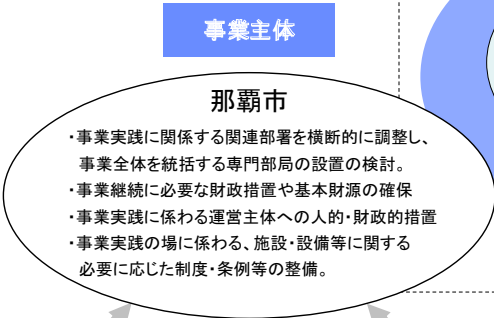 事業主体
那覇市
・事業実践に関係する関連部署を横断的に調整し、
事業全体を統括する専門部局の設置の検討。
・事業継続に必要な財政措置や基本財源の確保
・事業実践に係わる運営主体への人的・財政的措置
・事業実践の場に係わる、施設・設備等に関する
必要に応じた制度・条例等の整備。